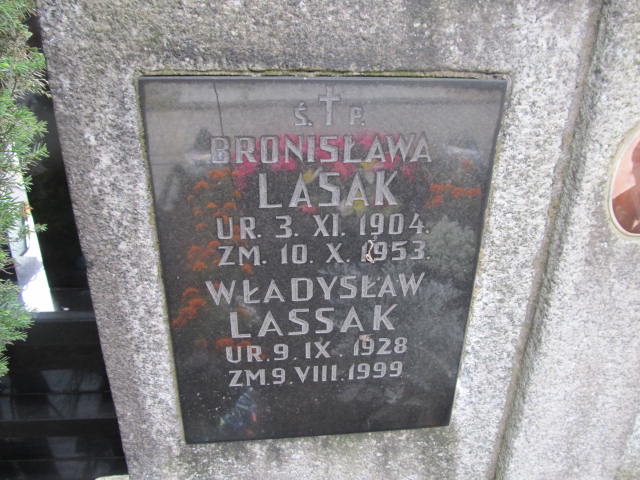 Ś. P.
BRONISŁAWA
LASAK
UR. 3. XI. 1904.
ZM. 10. X. 1953.
WŁADYSŁAW
LASSAK
UR. 9. IX. 1928
ZM. 9. VIII. 1999